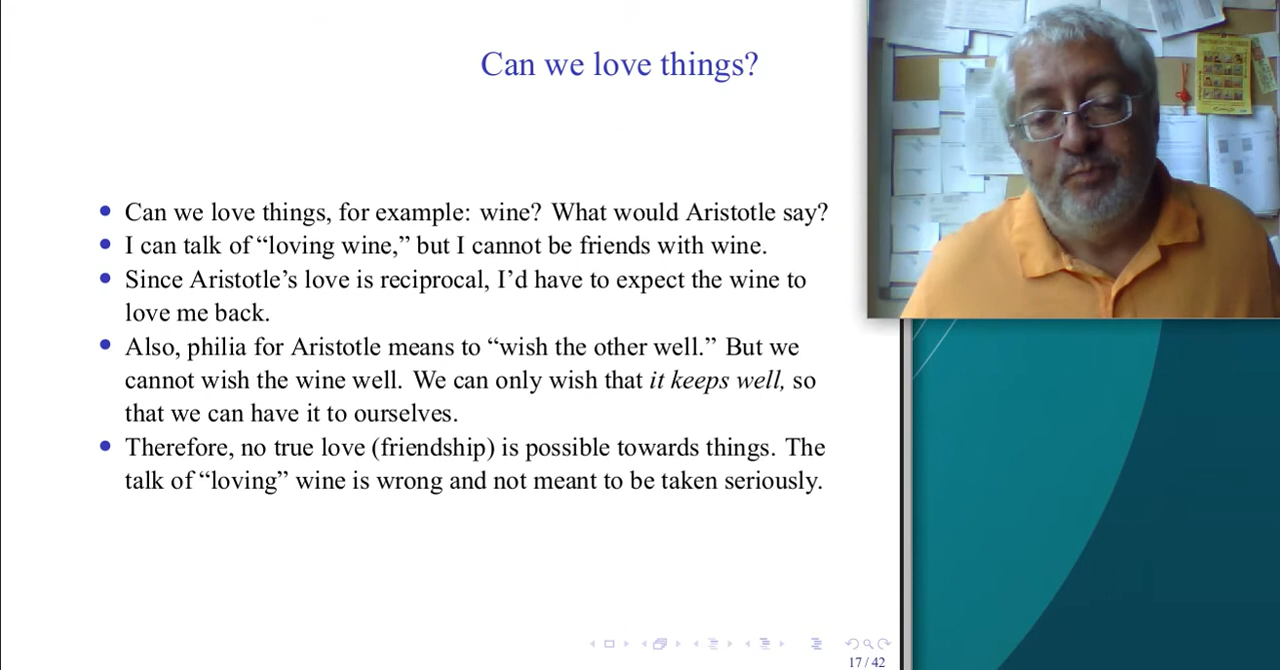 Can we love things?
Can we love things, for example: wine? What would Aristotle say?
I can talk of “loving wine,” but I cannot be friends with wine.
Since Aristotle’s love is reciprocal, I’d have to expect the wine to
love me back.
Also, philia for Aristotle means to “wish the other well.” But we
cannot wish the wine well. We can only wish that it keeps well, so
that we can have it to ourselves.
Therefore, no true love (friendship) is possible towards things. The
talk of “loving” wine is wrong and not meant to be taken seriously.
17 / 42